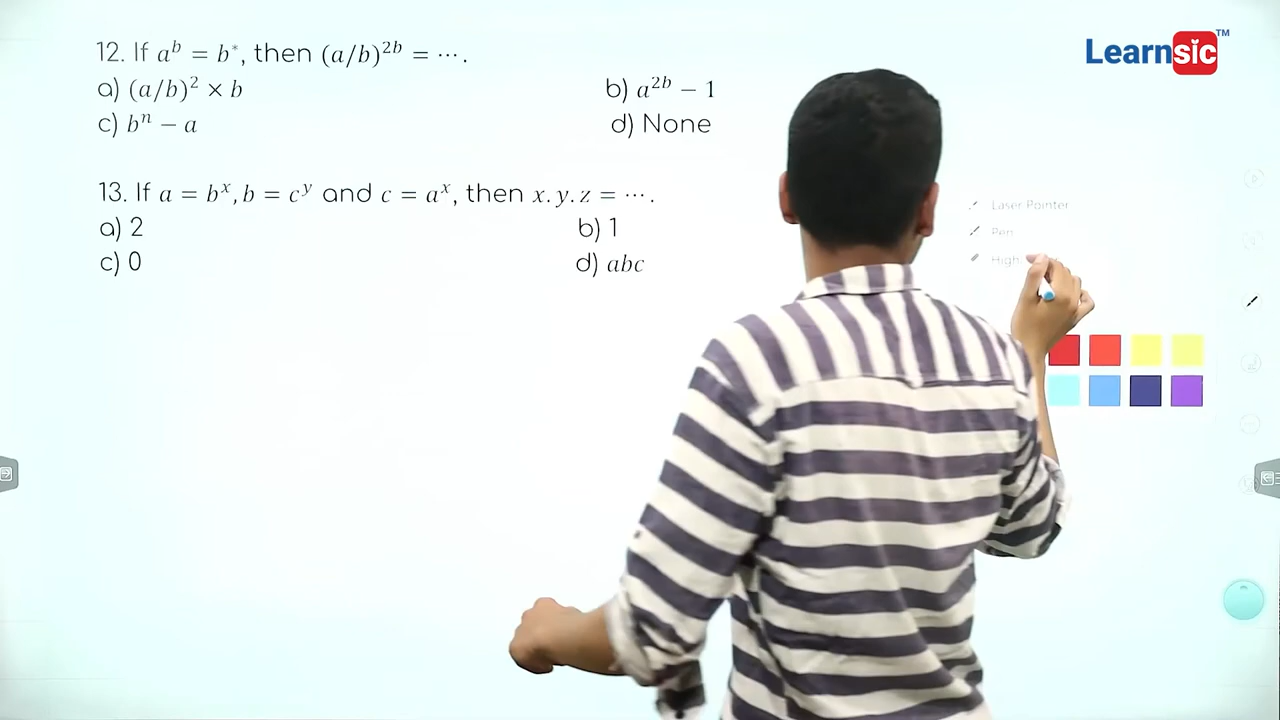 Learnsic™
12. If a^b = b^*, then (a/b)^{2b} = ⋯.
a) (a/b)^2 × b
b) a^{2b} − 1
c) b^n − a
d) None
13. If a = b^x, b = c^y and c = a^x, then x. y. z = ⋯.
a) 2
b) 1
c) 0
d) abc
Laser Pointer
Pen